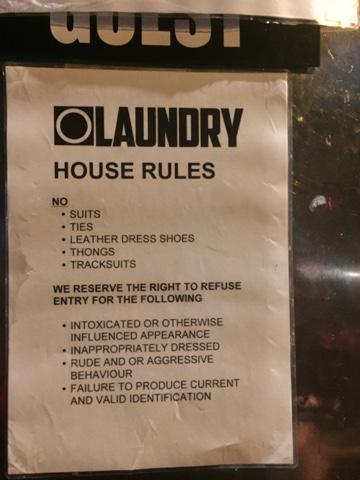 GUEST
LAUNDRY
HOUSE RULES
NO
• SUITS
• TIES
• LEATHER DRESS SHOES
• THONGS
• TRACKSUITS
WE RESERVE THE RIGHT TO REFUSE
ENTRY FOR THE FOLLOWING
• INTOXICATED OR OTHERWISE
INFLUENCED APPEARANCE
• INAPPROPRIATELY DRESSED
• RUDE AND OR AGGRESSIVE
BEHAVIOUR
• FAILURE TO PRODUCE CURRENT
AND VALID IDENTIFICATION